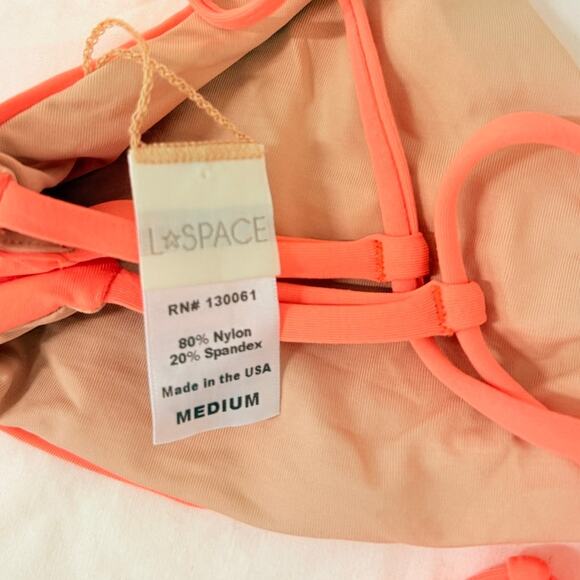 L☆SPACE
RN# 130061
80% Nylon
20% Spandex
Made in the USA
MEDIUM